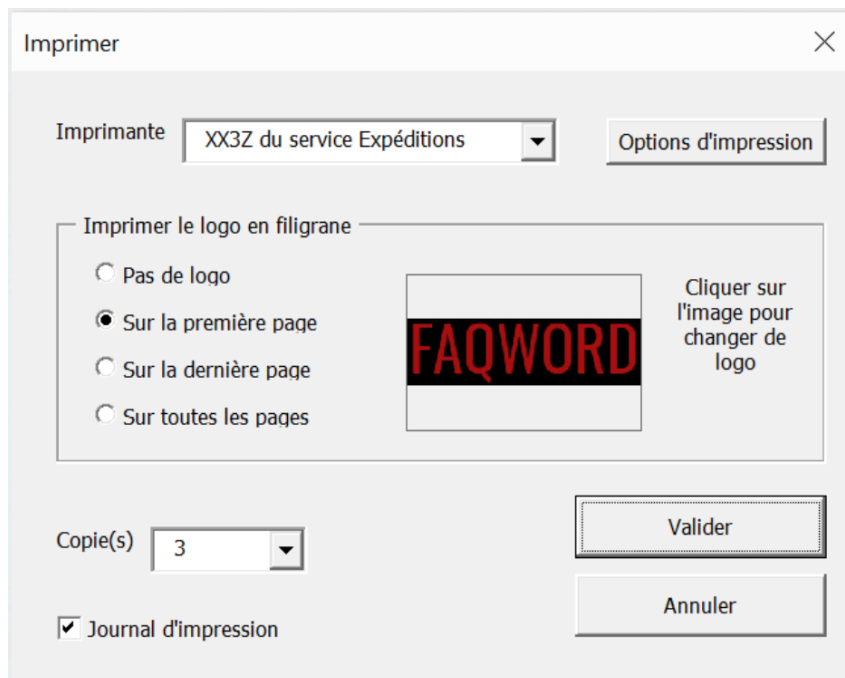 Imprimer
Imprimante
XX3Z du service Expéditions
Options d'impression
Imprimer le logo en filigrane
Pas de logo
Sur la première page
Sur la dernière page
Sur toutes les pages
FAQWORD
Cliquer sur
l'image pour
changer de
logo
Copie(s)
3
Valider
Annuler
Journal d'impression